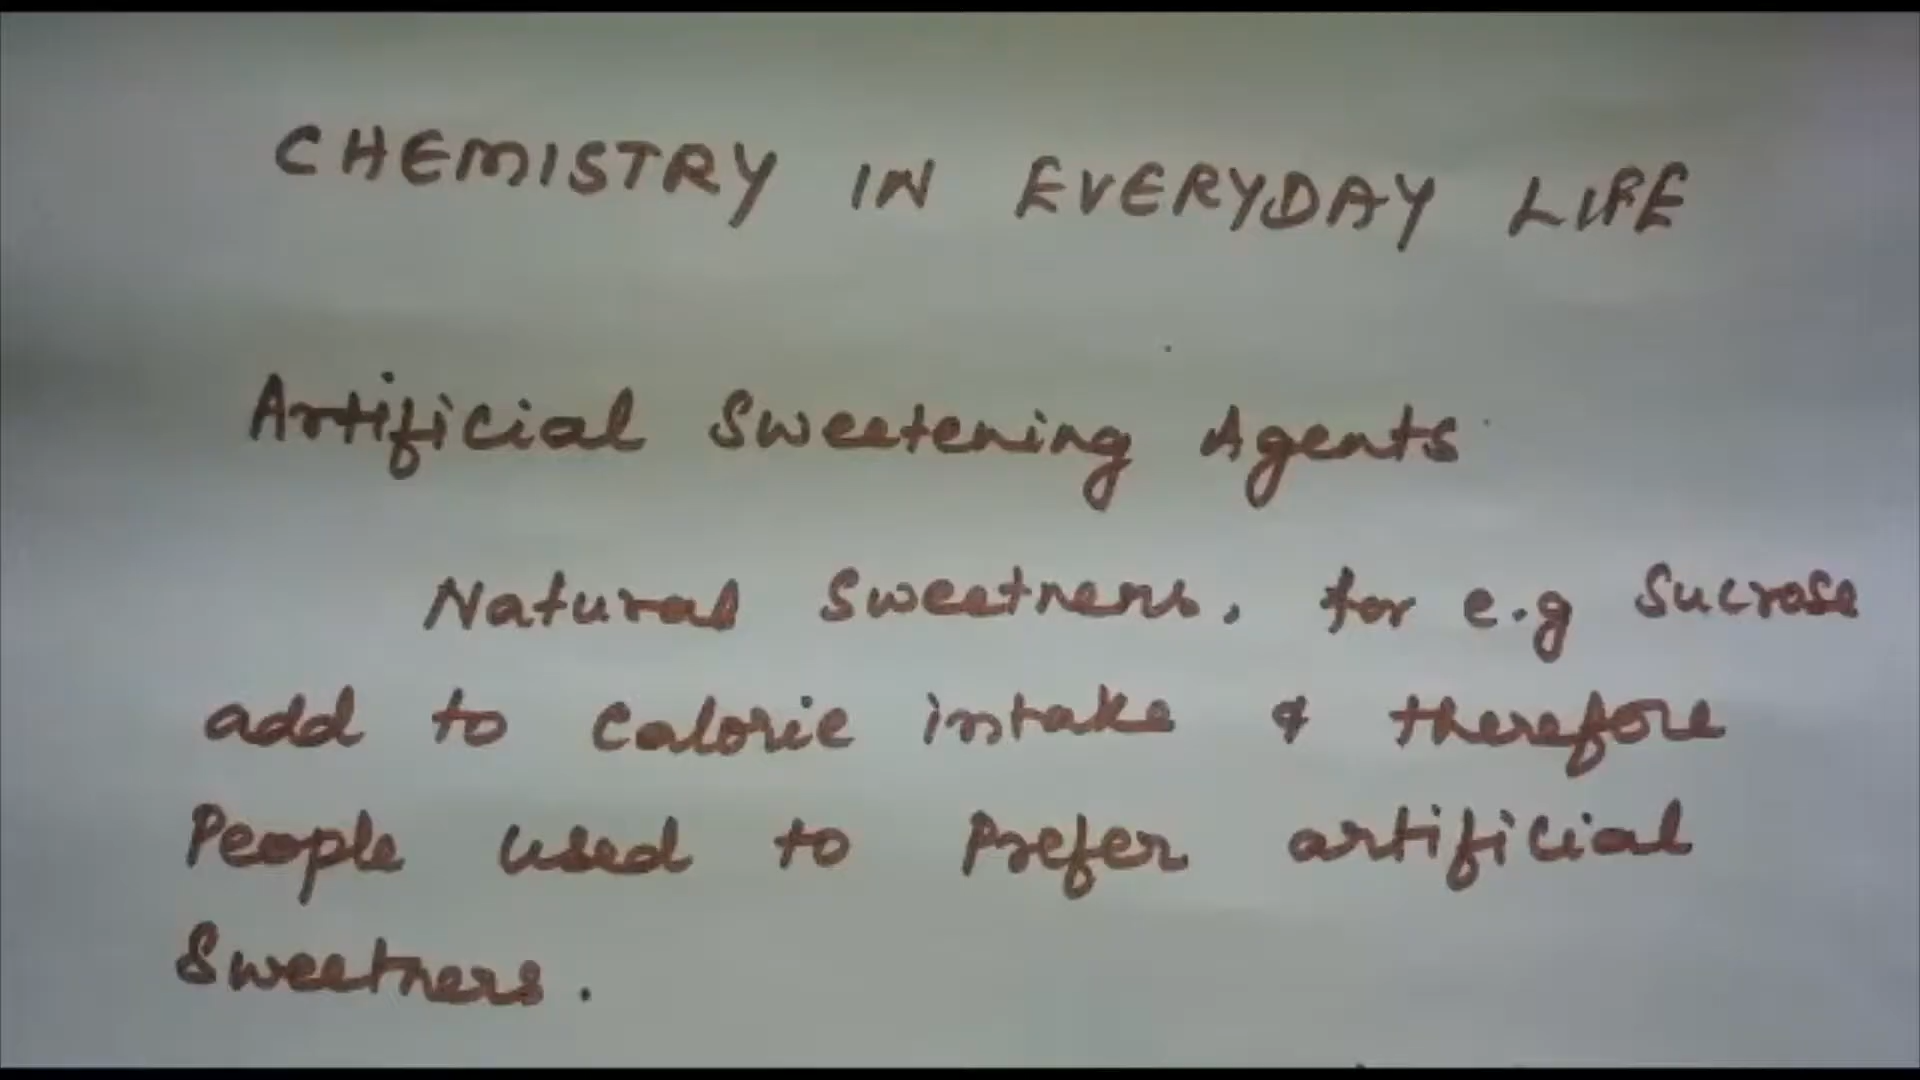 CHEMISTRY IN EVERYDAY LIFE
Artificial Sweetening Agents
Natural Sweetners. for e.g Sucrose
add to Calorie intake & therefore
People used to Prefer artificial
Sweetners.